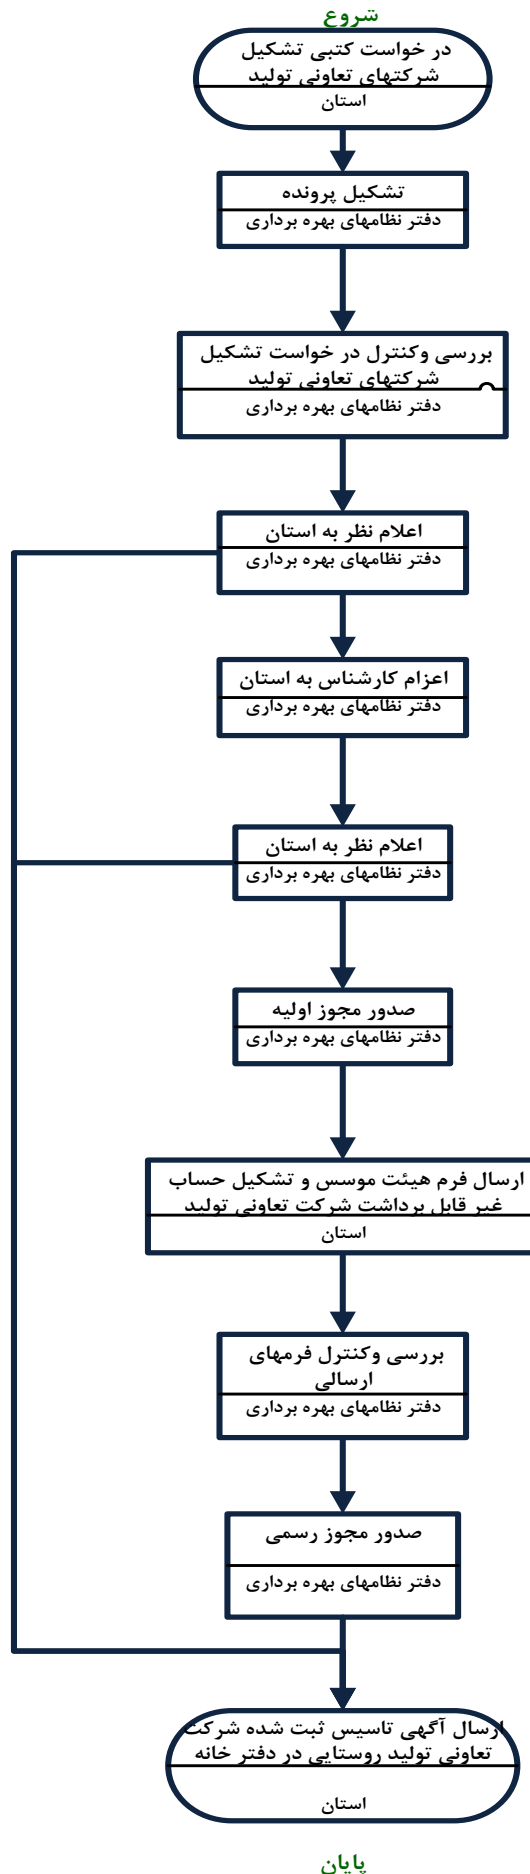 شروع
در خواست کتبی تشکیل
شرکتهای تعاونی تولید
استان
تشکیل پرونده
دفتر نظامهای بهره برداری
بررسی وکنترل در خواست تشکیل
شرکتهای تعاونی تولید
دفتر نظامهای بهره برداری
اعلام نظر به استان
دفتر نظامهای بهره برداری
اعزام کارشناس به استان
دفتر نظامهای بهره برداری
اعلام نظر به استان
دفتر نظامهای بهره برداری
صدور مجوز اولیه
دفتر نظامهای بهره برداری
ارسال فرم هیئت موسس و تشکیل حساب
غیر قابل برداشت شرکت تعاونی تولید
استان
بررسی وکنترل فرمهای
ارسالی
دفتر نظامهای بهره برداری
صدور مجوز رسمی
دفتر نظامهای بهره برداری
ارسال آگهی تاسیس ثبت شده شرکت
تعاونی تولید روستایی در دفتر خانه
استان
پایان